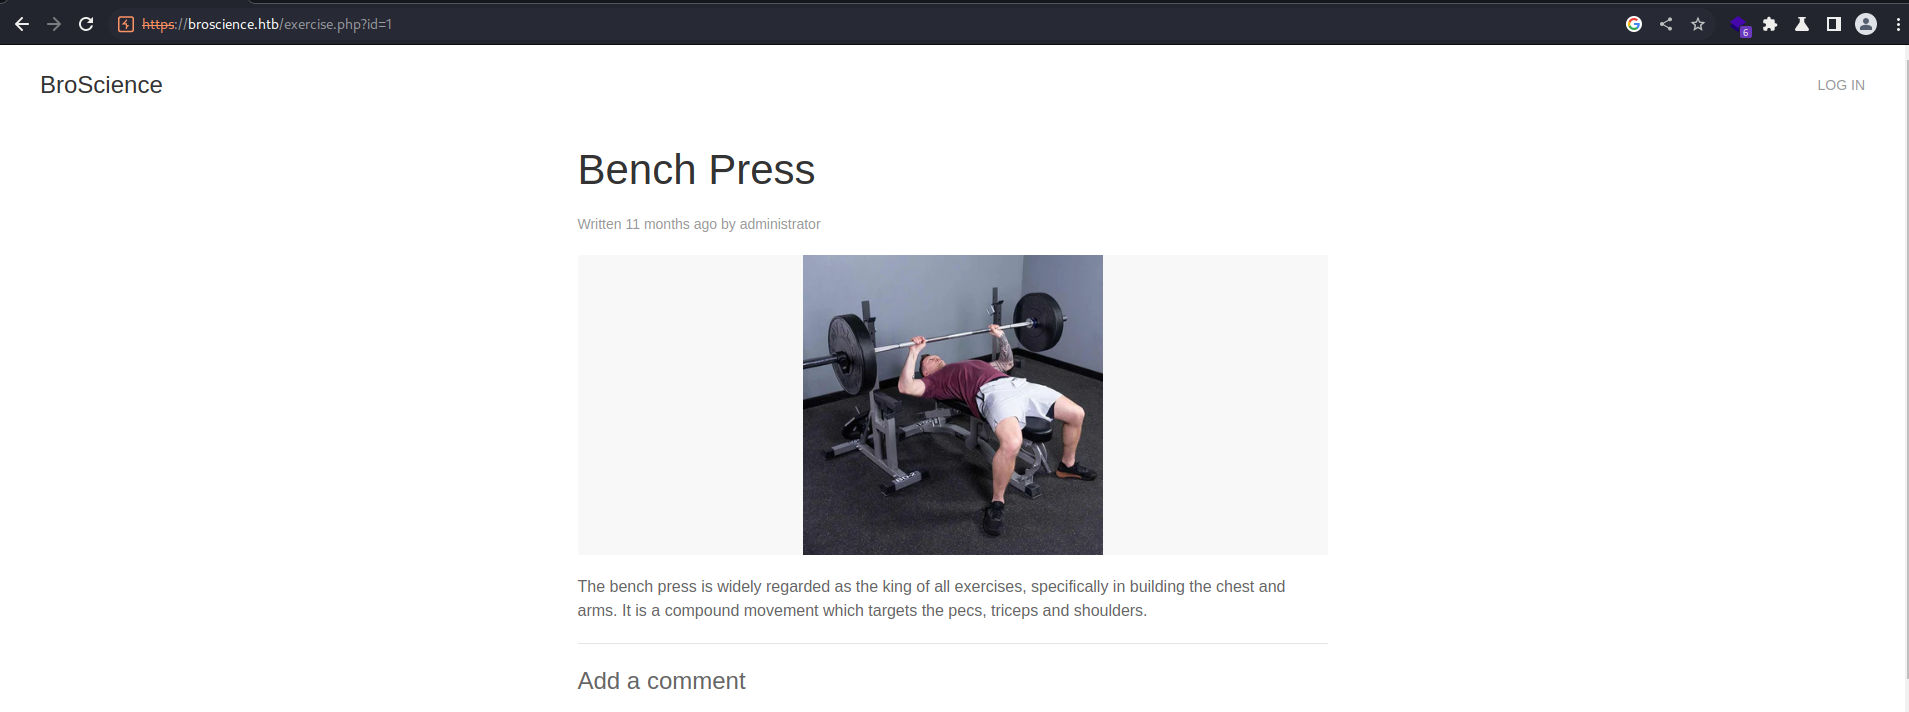 https://broscience.htb/exercise.php?id=1
6
BroScience
LOG IN
Bench Press
Written 11 months ago by administrator
The bench press is widely regarded as the king of all exercises, specifically in building the chest and
arms. It is a compound movement which targets the pecs, triceps and shoulders.
Add a comment